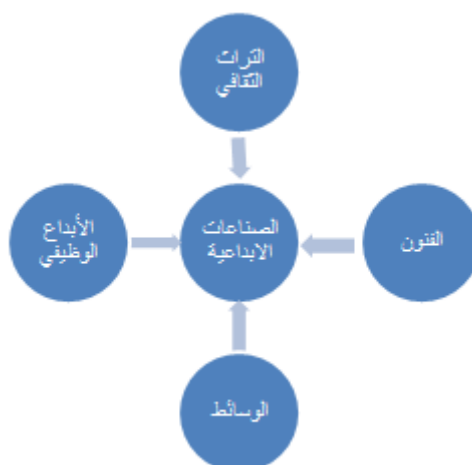 التراث
الثقافي
الصناعات
الابداعية
الفنون
الأبداع
الوظيفي
الوسائط